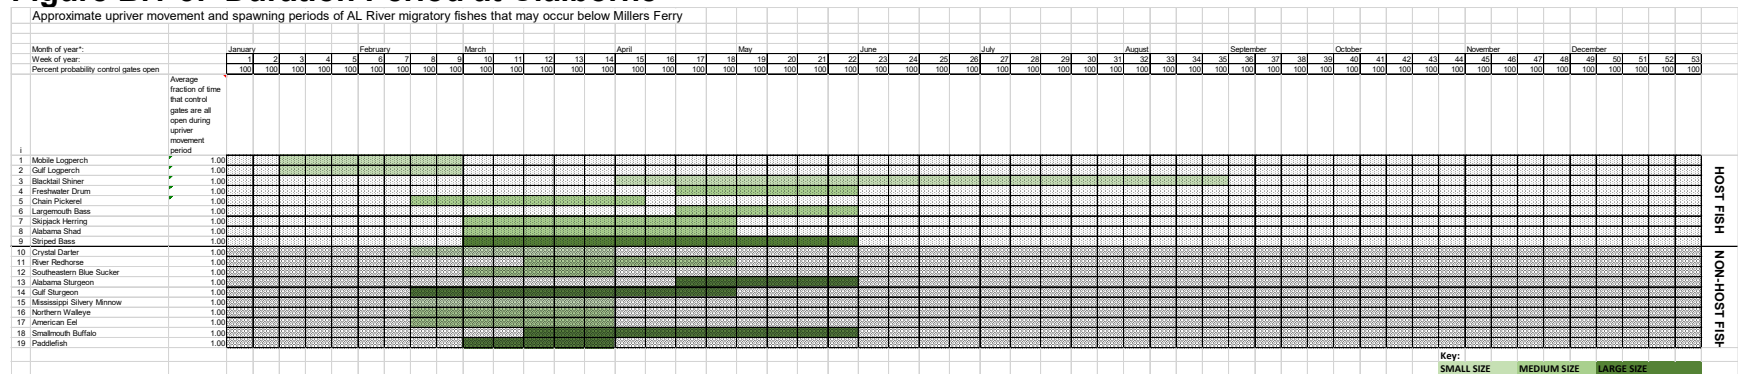 Approximate upriver movement and spawning periods of AL River migratory fishes that may occur below Millers Ferry
Month of year*: January February March April May June July August September October November December
Week of year: 1 2 3 4 5 6 7 8 9 10 11 12 13 14 15 16 17 18 19 20 21 22 23 24 25 26 27 28 29 30 31 32 33 34 35 36 37 38 39 40 41 42 43 44 45 46 47 48 49 50 51 52 53
Percent probability control gates open 100 100 100 100 100 100 100 100 100 100 100 100 100 100 100 100 100 100 100 100 100 100 100 100 100 100 100 100 100 100 100 100 100 100 100 100 100 100 100 100 100 100 100 100 100 100 100 100 100 100 100 100 100
Average
fraction of time
that control
gates are all
open during
upriver
movement
i period
1 Mobile Logperch 1.00
2 Gulf Logperch 1.00
3 Blacktail Shiner 1.00
4 Freshwater Drum 1.00
5 Chain Pickerel 1.00
6 Largemouth Bass 1.00
7 Skipjack Herring 1.00
8 Alabama Shad 1.00
9 Striped Bass 1.00
HOST FISH
10 Crystal Darter 1.00
11 River Redhorse 1.00
12 Southeastern Blue Sucker 1.00
13 Alabama Sturgeon 1.00
14 Gulf Sturgeon 1.00
15 Mississippi Silvery Minnow 1.00
16 Northern Walleye 1.00
17 American Eel 1.00
18 Smallmouth Buffalo 1.00
19 Paddlefish 1.00
NON-HOST FISH
Key:
SMALL SIZE MEDIUM SIZE LARGE SIZE